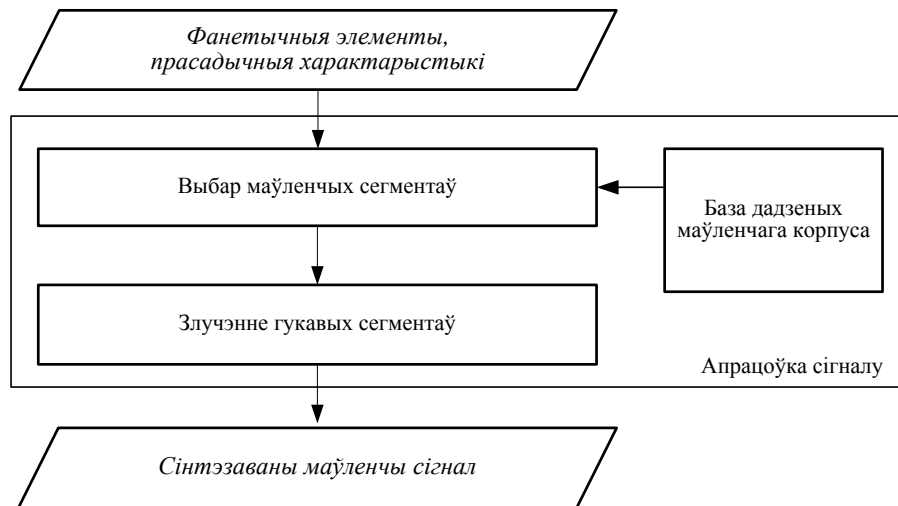 Фанетычныя элементы,
прасадычныя характарыстыкі
Выбар маўленчых сегментаў
База дадзеных
маўленчага корпуса
Злучэнне гукавых сегментаў
Апрацоўка сігналу
Сінтэзаваны маўленчы сігнал